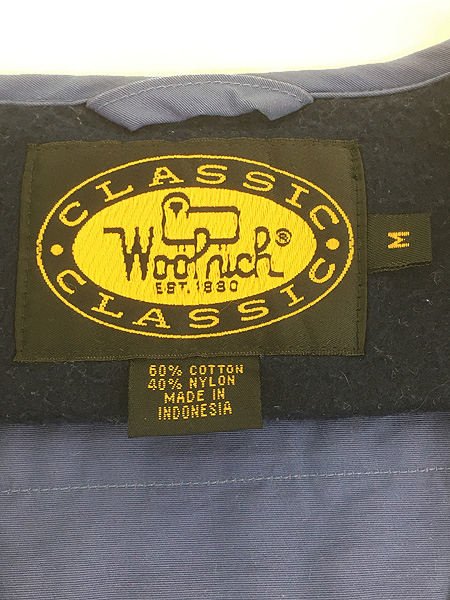 CLASSIC
Woolrich®
EST. 1830
CLASSIC
M
60% COTTON
40% NYLON
MADE IN
INDONESIA